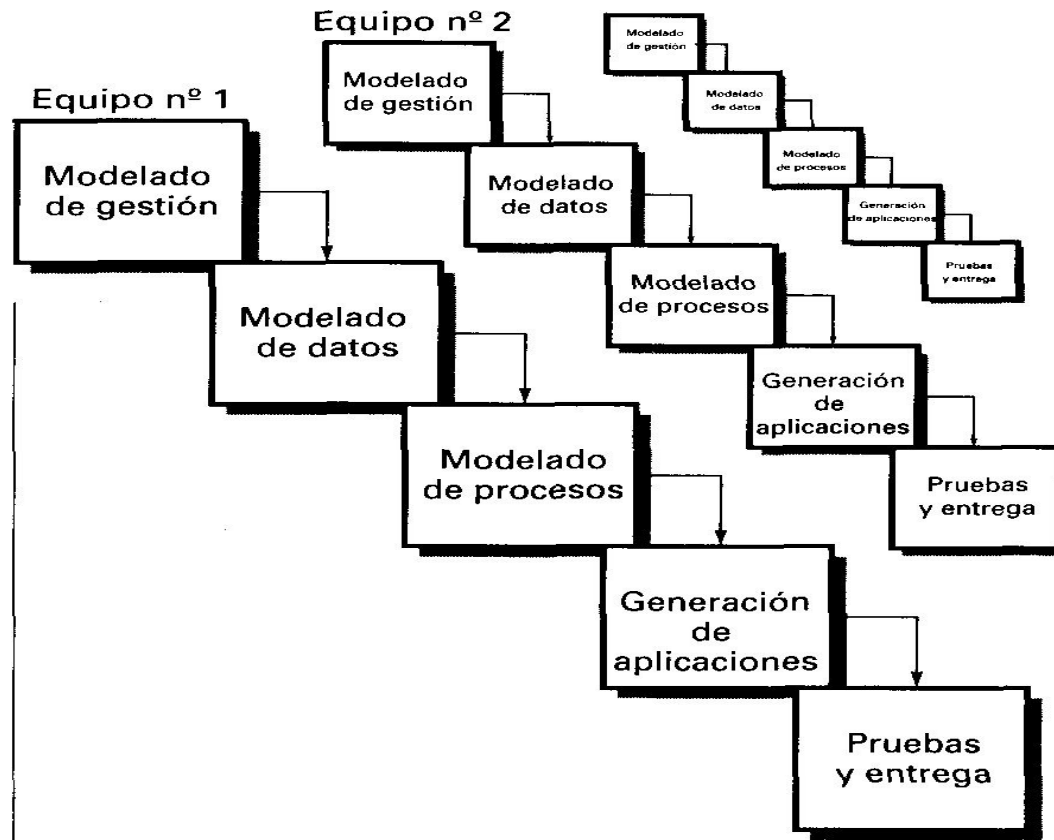 Equipo nº 1
Modelado
de gestión
Modelado
de datos
Modelado
de procesos
Generación
de
aplicaciones
Pruebas
y entrega
Equipo nº 2
Modelado
de gestión
Modelado
de datos
Modelado
de procesos
Generación
de
aplicaciones
Pruebas
y entrega
Modelado
de gestión
Modelado
de datos
Modelado
de procesos
Generación
de aplicaciones
Pruebas
y entrega